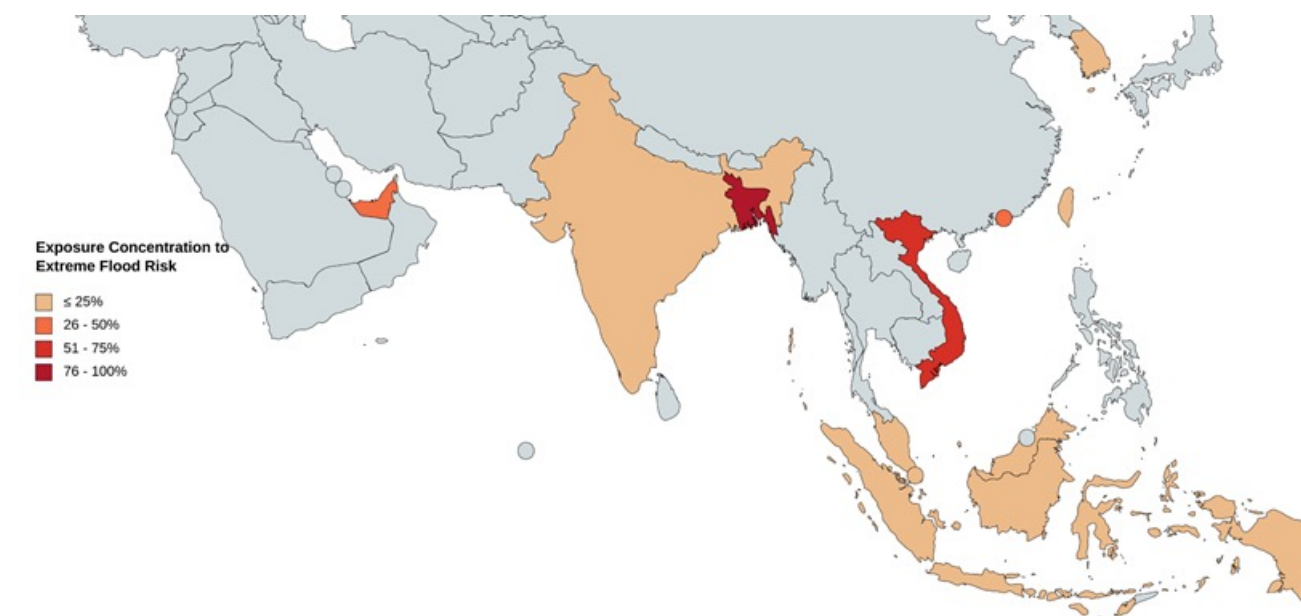 Exposure Concentration to
Extreme Flood Risk
≤ 25%
26 - 50%
51 - 75%
76 - 100%